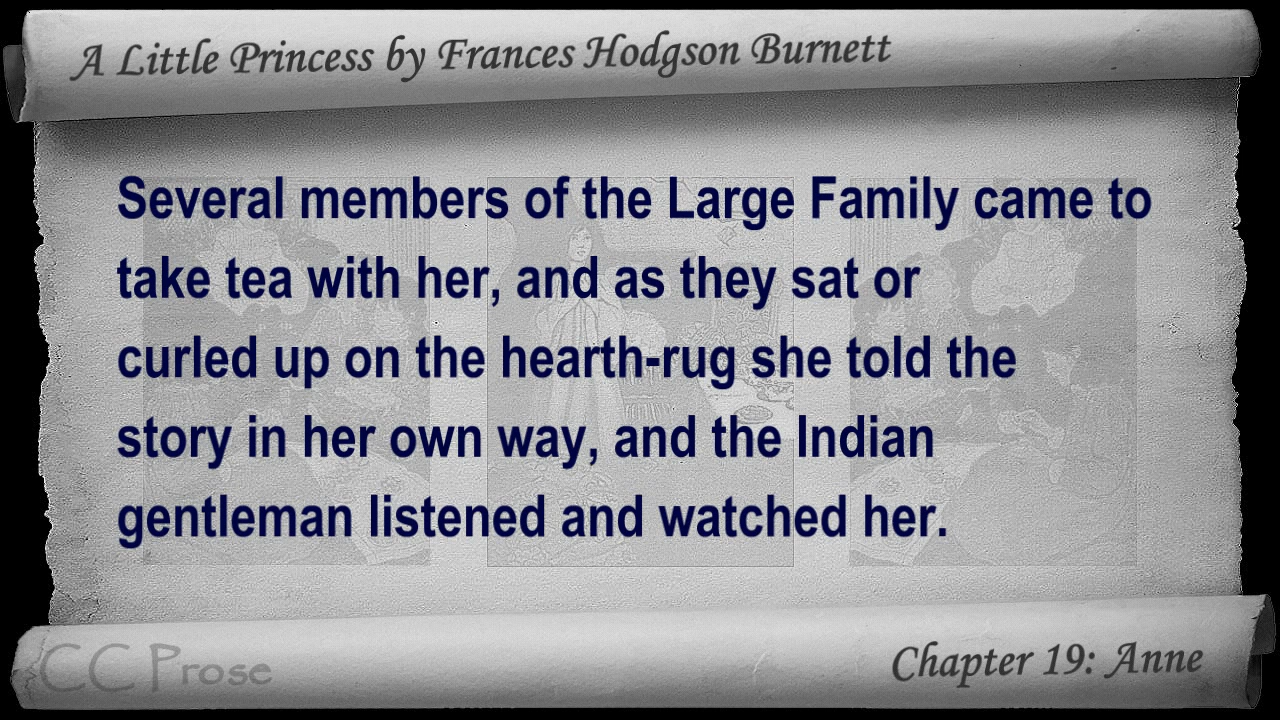 A Little Princess by Frances Hodgson Burnett
Several members of the Large Family came to
take tea with her, and as they sat or
curled up on the hearth-rug she told the
story in her own way, and the Indian
gentleman listened and watched her.
CC Prose
Chapter 19: Anne